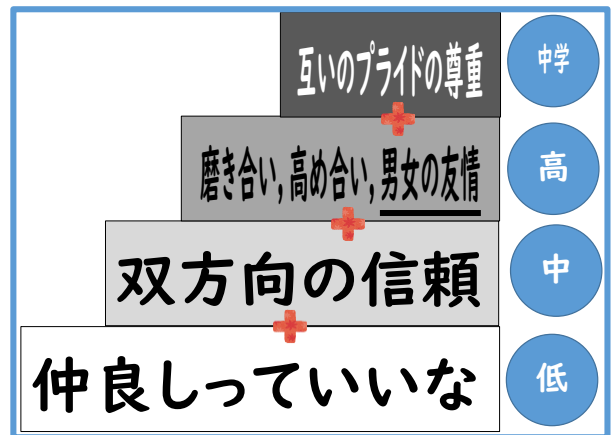 互いのプライドの尊重
中学
磨き合い,高め合い,男女の友情
高
双方向の信頼
中
仲良しっていいな
低